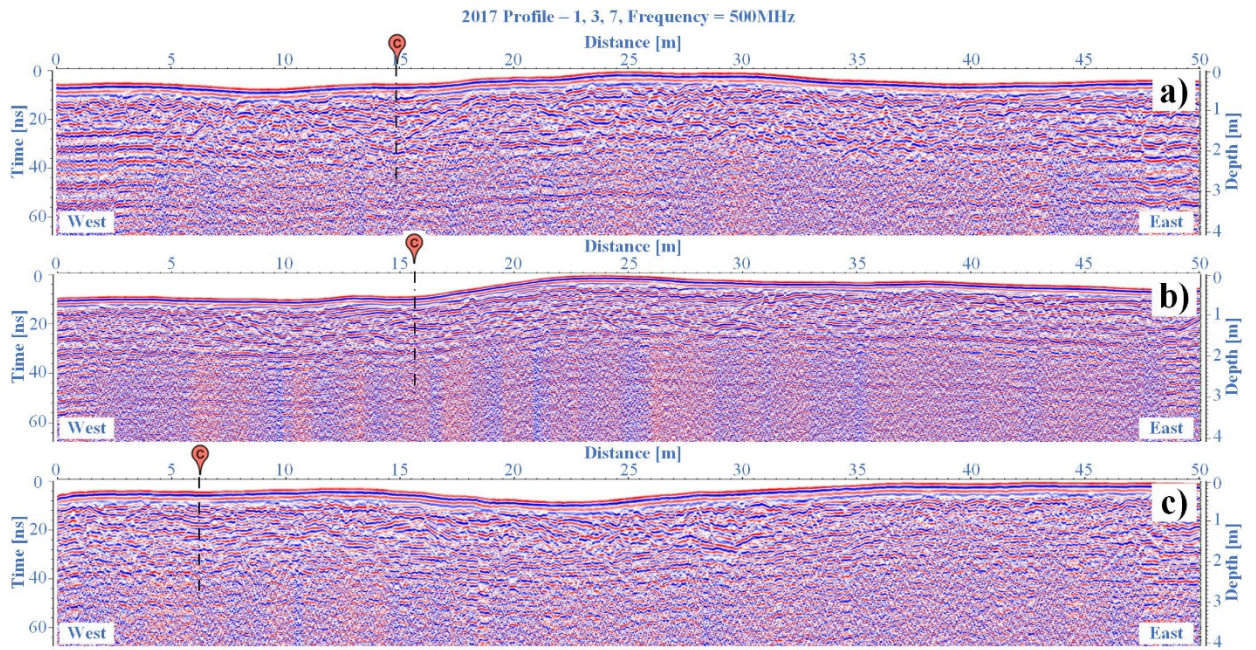 2017 Profile – 1, 3, 7, Frequency = 500MHz
Distance [m]
C
0 5 10 15 20 25 30 35 40 45 50
Time [ns]
0
20
40
60
a)
Depth [m]
0
1
2
3
4
West
East
Distance [m]
C
0 5 10 15 20 25 30 35 40 45 50
Time [ns]
0
20
40
60
b)
Depth [m]
0
1
2
3
4
West
East
Distance [m]
C
0 5 10 15 20 25 30 35 40 45 50
Time [ns]
0
20
40
60
c)
Depth [m]
0
1
2
3
4
West
East